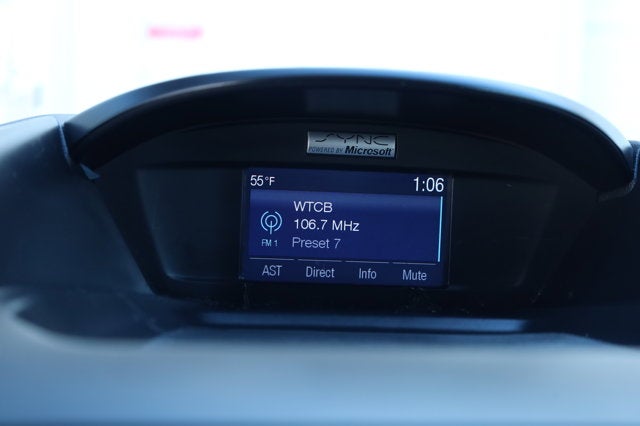 SYNC
POWERED BY Microsoft
55°F 1:06
WTCB
106.7 MHz
FM 1 Preset 7
AST Direct Info Mute